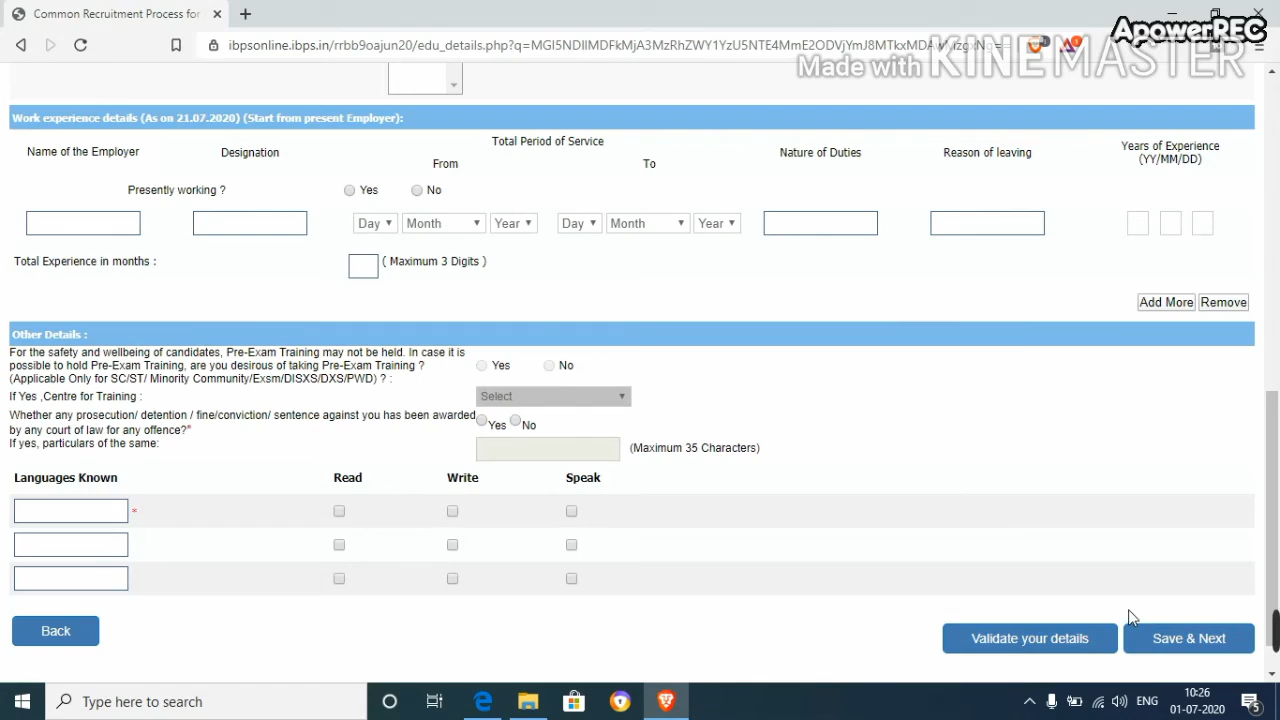 Common Recruitment Process for
ApowerREC
ibpsonline.ibps.in/rrbb9oajun20/edu_details.php?q=
Made with KINEMASTER
Work experience details (As on 21.07.2020) (Start from present Employer):
Name of the Employer Designation Total Period of Service Nature of Duties Reason of leaving Years of Experience
From To (YY/MM/DD)
Presently working ? Yes No
Day Month Year Day Month Year
Total Experience in months : ( Maximum 3 Digits )
Add More Remove
Other Details :
For the safety and wellbeing of candidates, Pre-Exam Training may not be held. In case it is
possible to hold Pre-Exam Training, are you desirous of taking Pre-Exam Training ? Yes No
(Applicable Only for SC/ST/ Minority Community/Exsm/DISXS/DXS/PWD) ? :
If Yes ,Centre for Training : Select
Whether any prosecution/ detention / fine/conviction/ sentence against you has been awarded
by any court of law for any offence?* Yes No
If yes, particulars of the same: (Maximum 35 Characters)
Languages Known Read Write Speak
*
Back Validate your details Save & Next
Type here to search
ENG
10:26
01-07-2020
5